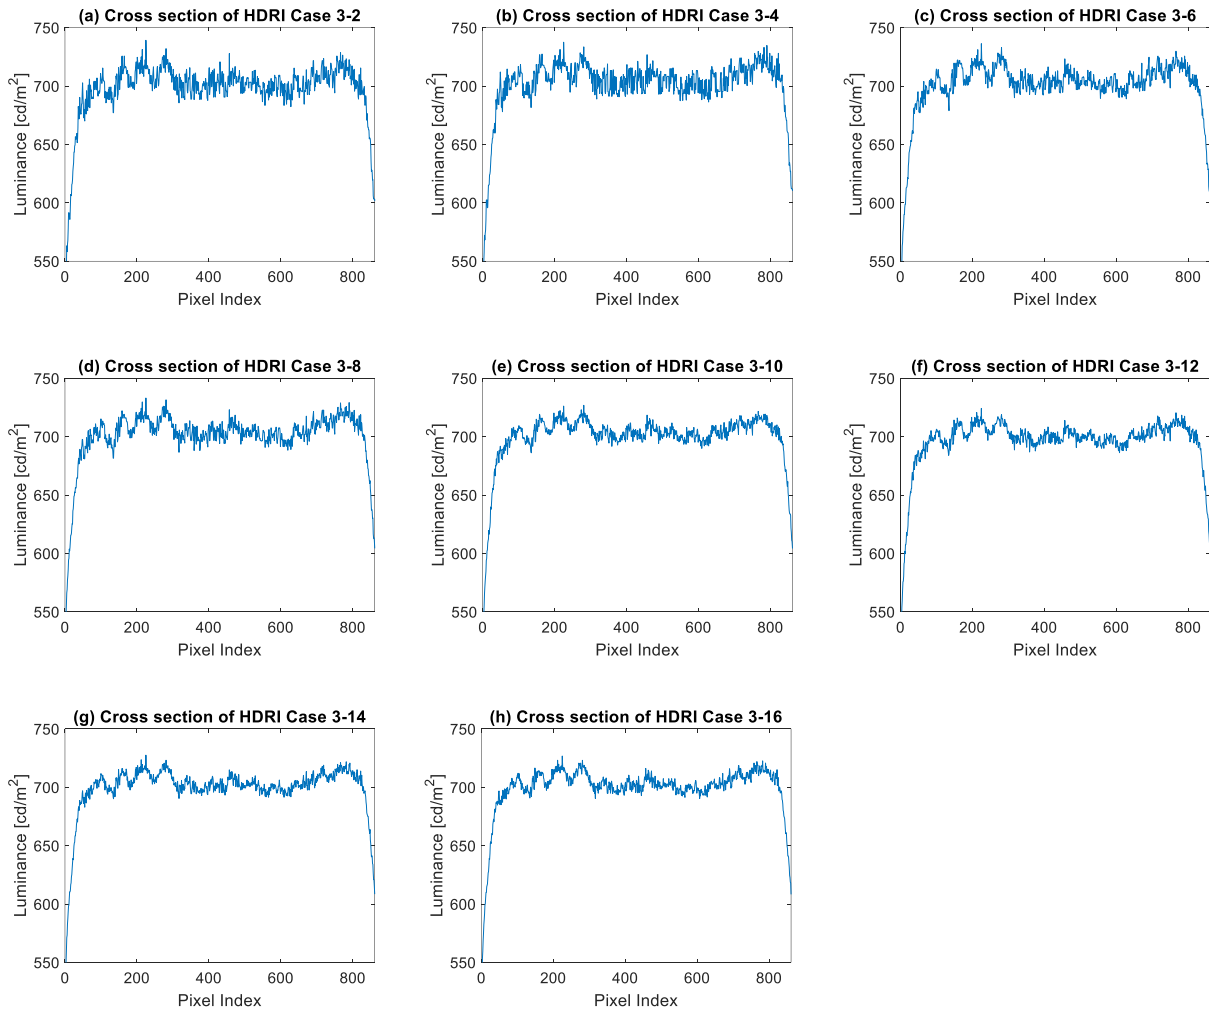 (a) Cross section of HDRI Case 3-2
750
700
650
600
550
Luminance [cd/m²]
0 200 400 600 800
Pixel Index
(b) Cross section of HDRI Case 3-4
750
700
650
600
550
Luminance [cd/m²]
0 200 400 600 800
Pixel Index
(c) Cross section of HDRI Case 3-6
750
700
650
600
550
Luminance [cd/m²]
0 200 400 600 800
Pixel Index
(d) Cross section of HDRI Case 3-8
750
700
650
600
550
Luminance [cd/m²]
0 200 400 600 800
Pixel Index
(e) Cross section of HDRI Case 3-10
750
700
650
600
550
Luminance [cd/m²]
0 200 400 600 800
Pixel Index
(f) Cross section of HDRI Case 3-12
750
700
650
600
550
Luminance [cd/m²]
0 200 400 600 800
Pixel Index
(g) Cross section of HDRI Case 3-14
750
700
650
600
550
Luminance [cd/m²]
0 200 400 600 800
Pixel Index
(h) Cross section of HDRI Case 3-16
750
700
650
600
550
Luminance [cd/m²]
0 200 400 600 800
Pixel Index